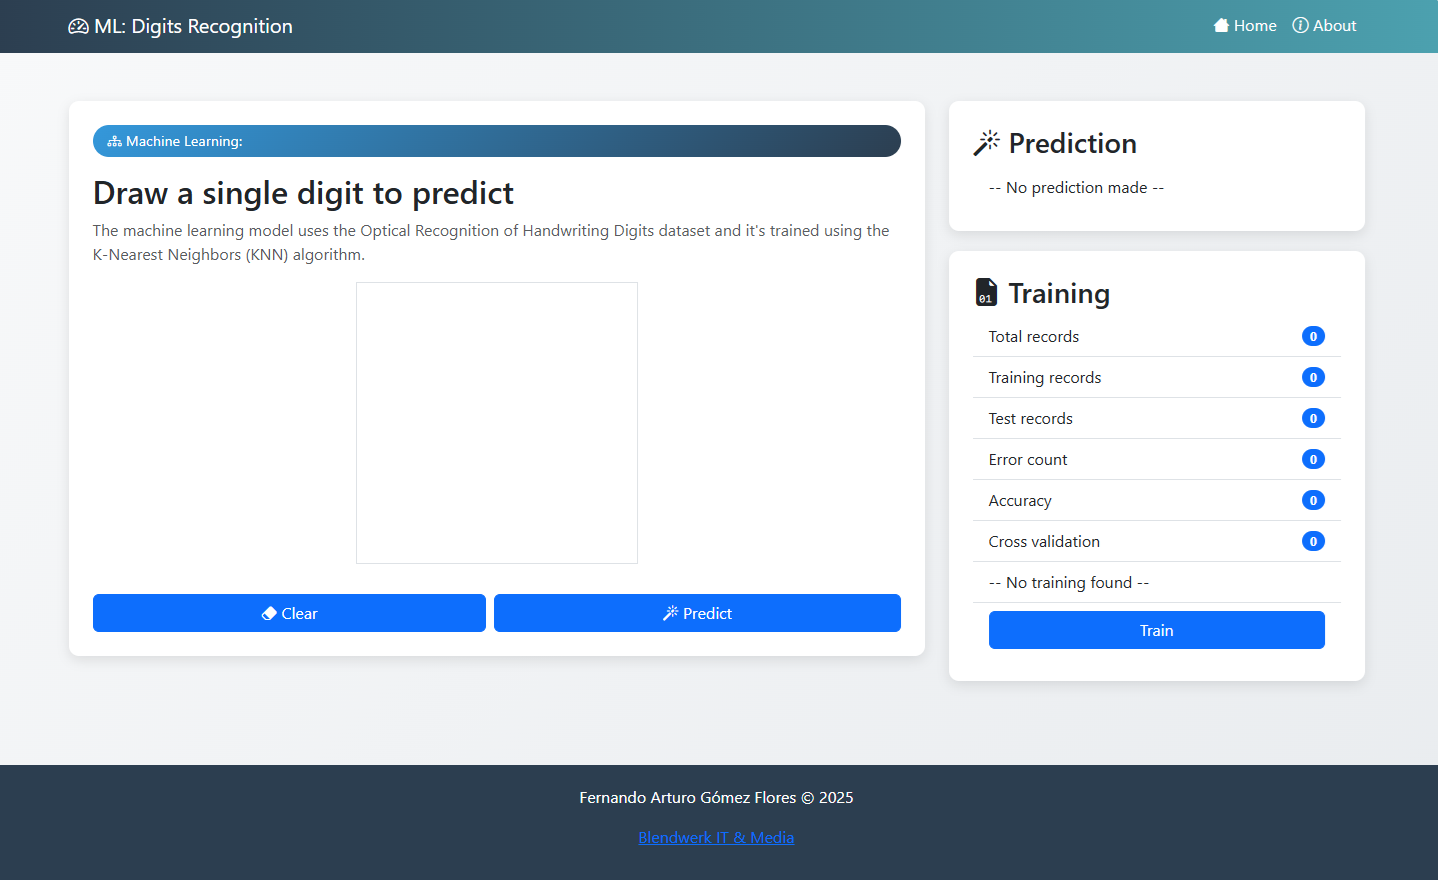 ML: Digits Recognition
Home
About
Machine Learning:
Draw a single digit to predict
The machine learning model uses the Optical Recognition of Handwriting Digits dataset and it's trained using the
K-Nearest Neighbors (KNN) algorithm.
Clear
Predict
Prediction
-- No prediction made --
01
Training
Total records 0
Training records 0
Test records 0
Error count 0
Accuracy 0
Cross validation 0
-- No training found --
Train
Fernando Arturo Gómez Flores © 2025
Blendwerk IT & Media